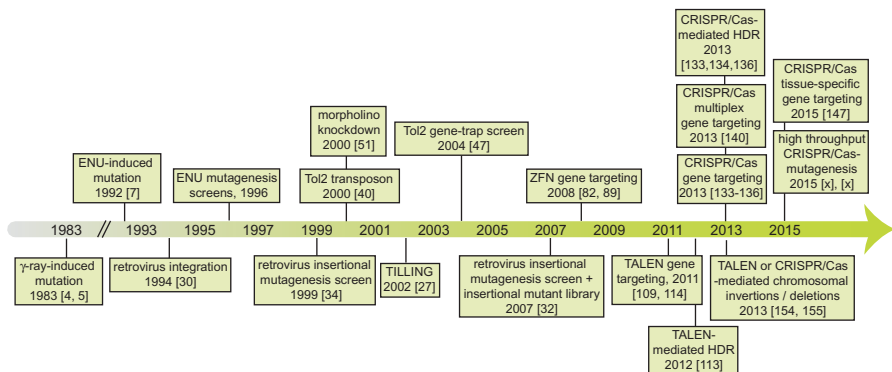 CRISPR/Cas-
mediated HDR
2013
[133,134,136]
CRISPR/Cas
tissue-specific
gene targeting
2015 [147]
CRISPR/Cas
multiplex
gene targeting
2013 [140]
morpholino
knockdown
2000 [51]
Tol2 gene-trap screen
2004 [47]
high throughput
CRISPR/Cas-
mutagenesis
2015 [x], [x]
ENU-induced
mutation
1992 [7]
ENU mutagenesis
screens, 1996
Tol2 transposon
2000 [40]
ZFN gene targeting
2008 [82, 89]
CRISPR/Cas
gene targeting
2013 [133-136]
1983 // 1993 1995 1997 1999 2001 2003 2005 2007 2009 2011 2013 2015
γ-ray-induced
mutation
1983 [4, 5]
retrovirus integration
1994 [30]
retrovirus insertional
mutagenesis screen
1999 [34]
TILLING
2002 [27]
retrovirus insertional
mutagenesis screen +
insertional mutant library
2007 [32]
TALEN gene
targeting, 2011
[109, 114]
TALEN or CRISPR/Cas
-mediated chromosomal
invertions / deletions
2013 [154, 155]
TALEN-
mediated HDR
2012 [113]